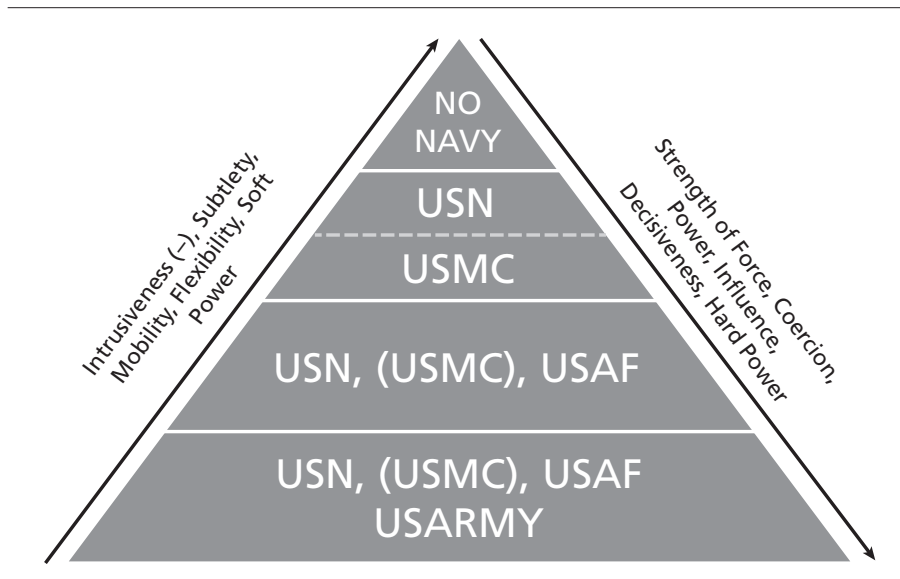 NO
NAVY
USN
USMC
USN, (USMC), USAF
USN, (USMC), USAF
USARMY
Intrusiveness (–), Subtlety,
Mobility, Flexibility, Soft
Power
Strength of Force, Coercion,
Power, Influence,
Decisiveness, Hard Power